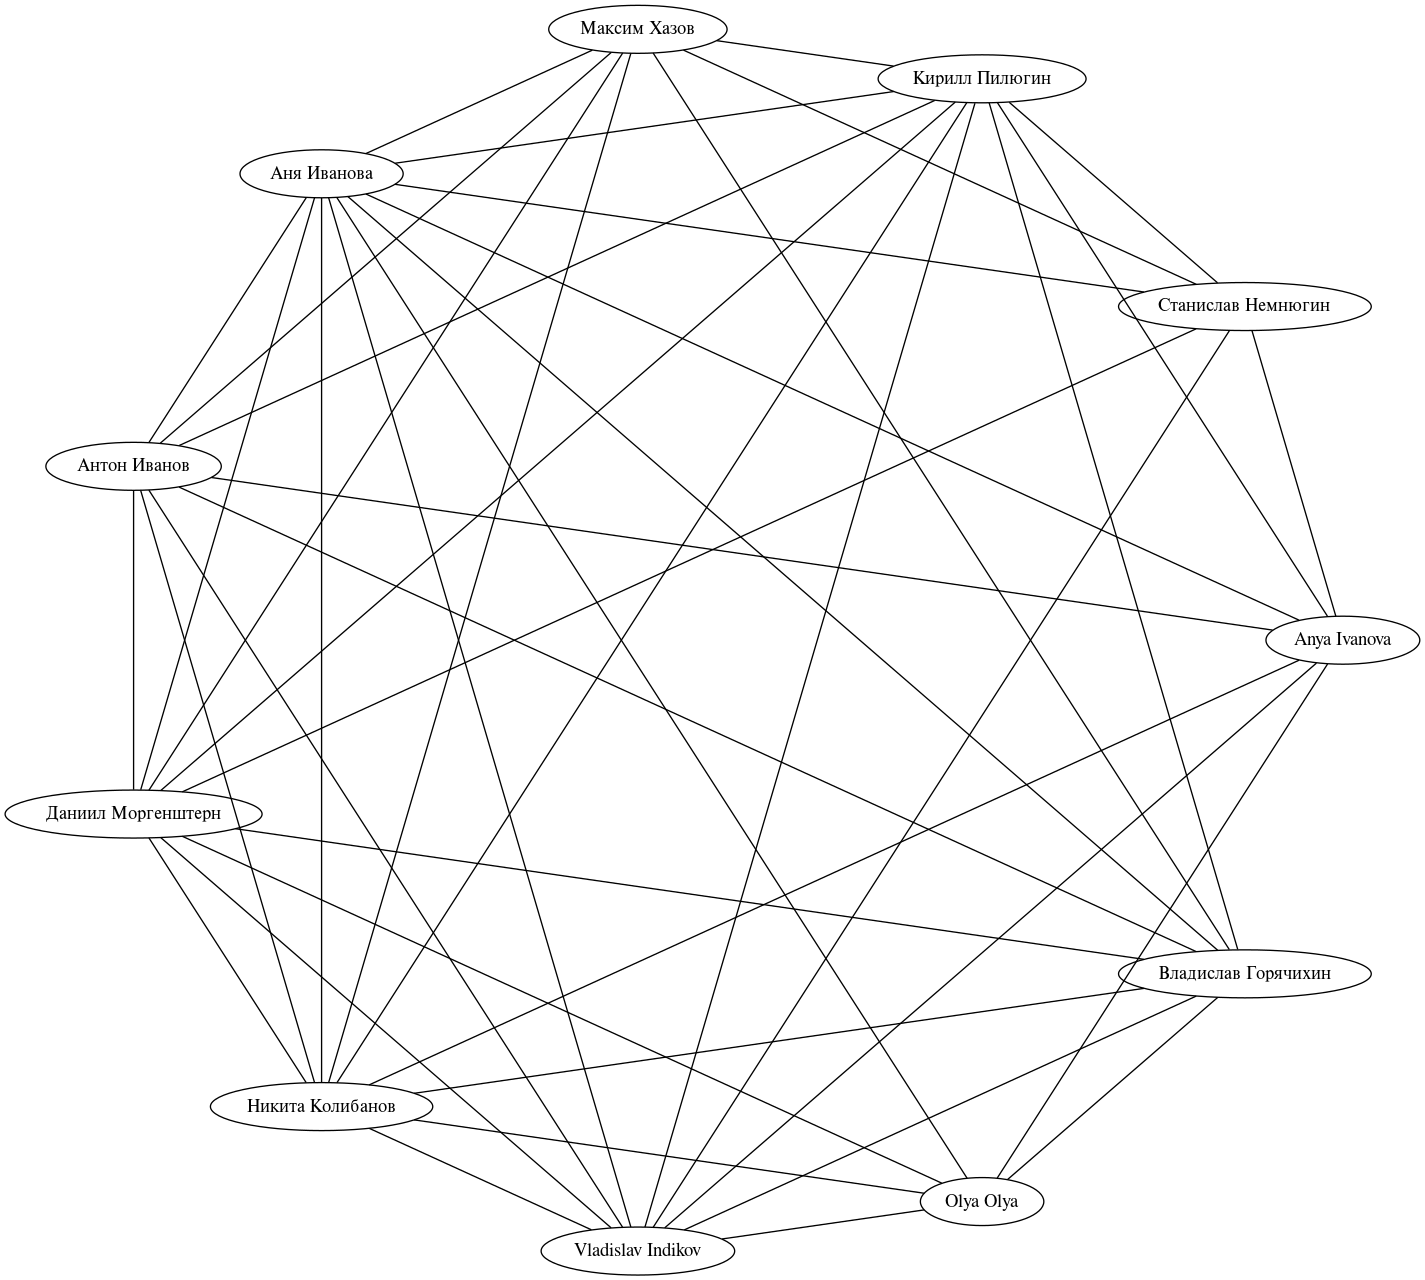 Максим Хазов
Кирилл Пилюгин
Аня Иванова
Станислав Немнюгин
Антон Иванов
Anya Ivanova
Даниил Моргенштерн
Владислав Горячихин
Никита Колибанов
Olya Olya
Vladislav Indikov